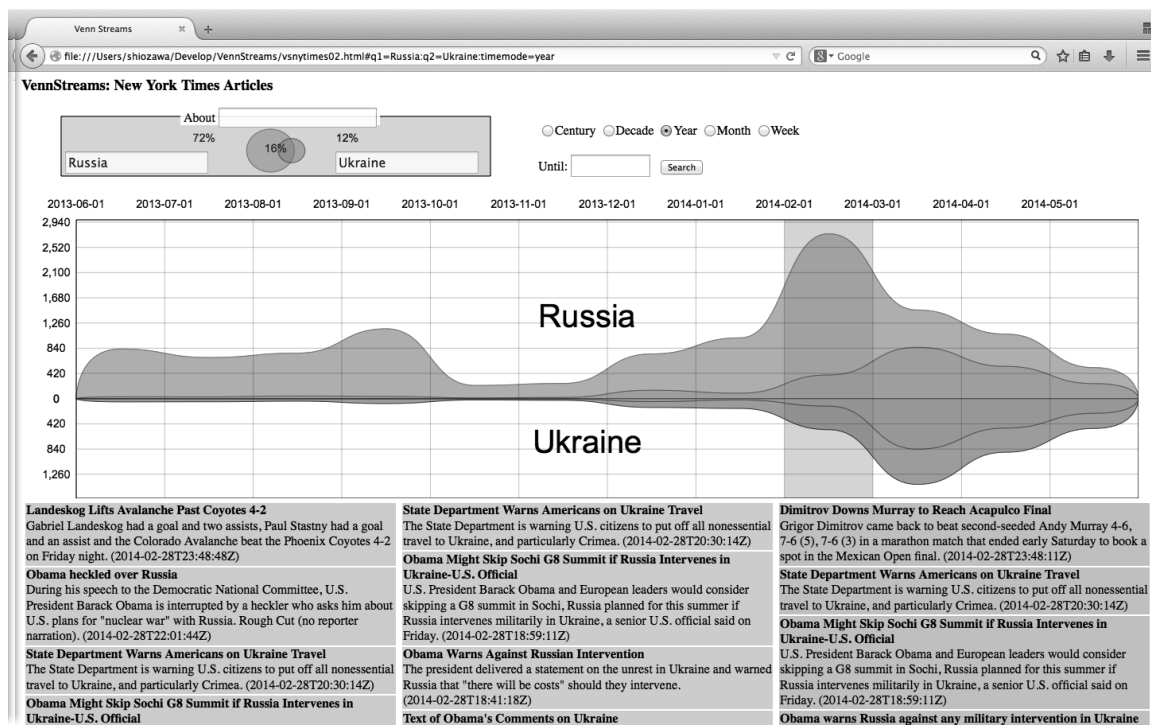 Venn Streams
file:///Users/shiozawa/Develop/VennStreams/vsnytimes02.html#q1=Russia:q2=Ukraine:timemode=year
Google
VennStreams: New York Times Articles
About
72%
16%
12%
Russia
Ukraine
Century Decade Year Month Week
Until:
Search
2013-06-01 2013-07-01 2013-08-01 2013-09-01 2013-10-01 2013-11-01 2013-12-01 2014-01-01 2014-02-01 2014-03-01 2014-04-01 2014-05-01
2,940
2,520
2,100
1,680
1,260
840
420
0
420
840
1,260
Russia
Ukraine
Landeskog Lifts Avalanche Past Coyotes 4-2
Gabriel Landeskog had a goal and two assists, Paul Stastny had a goal
and an assist and the Colorado Avalanche beat the Phoenix Coyotes 4-2
on Friday night. (2014-02-28T23:48:48Z)
Obama heckled over Russia
During his speech to the Democratic National Committee, U.S.
President Barack Obama is interrupted by a heckler who asks him about
U.S. plans for "nuclear war" with Russia. Rough Cut (no reporter
narration). (2014-02-28T22:01:44Z)
State Department Warns Americans on Ukraine Travel
The State Department is warning U.S. citizens to put off all nonessential
travel to Ukraine, and particularly Crimea. (2014-02-28T20:30:14Z)
Obama Might Skip Sochi G8 Summit if Russia Intervenes in
Ukraine-U.S. Official
State Department Warns Americans on Ukraine Travel
The State Department is warning U.S. citizens to put off all nonessential
travel to Ukraine, and particularly Crimea. (2014-02-28T20:30:14Z)
Obama Might Skip Sochi G8 Summit if Russia Intervenes in
Ukraine-U.S. Official
U.S. President Barack Obama and European leaders would consider
skipping a G8 summit in Sochi, Russia planned for this summer if
Russia intervenes militarily in Ukraine, a senior U.S. official said on
Friday. (2014-02-28T18:59:11Z)
Obama Warns Against Russian Intervention
The president delivered a statement on the unrest in Ukraine and warned
Russia that "there will be costs" should they intervene.
(2014-02-28T18:41:18Z)
Text of Obama's Comments on Ukraine
Dimitrov Downs Murray to Reach Acapulco Final
Grigor Dimitrov came back to beat second-seeded Andy Murray 4-6,
7-6 (5), 7-6 (3) in a marathon match that ended early Saturday to book a
spot in the Mexican Open final. (2014-02-28T23:48:11Z)
State Department Warns Americans on Ukraine Travel
The State Department is warning U.S. citizens to put off all nonessential
travel to Ukraine, and particularly Crimea. (2014-02-28T20:30:14Z)
Obama Might Skip Sochi G8 Summit if Russia Intervenes in
Ukraine-U.S. Official
U.S. President Barack Obama and European leaders would consider
skipping a G8 summit in Sochi, Russia planned for this summer if
Russia intervenes militarily in Ukraine, a senior U.S. official said on
Friday. (2014-02-28T18:59:11Z)
Obama warns Russia against any military intervention in Ukraine